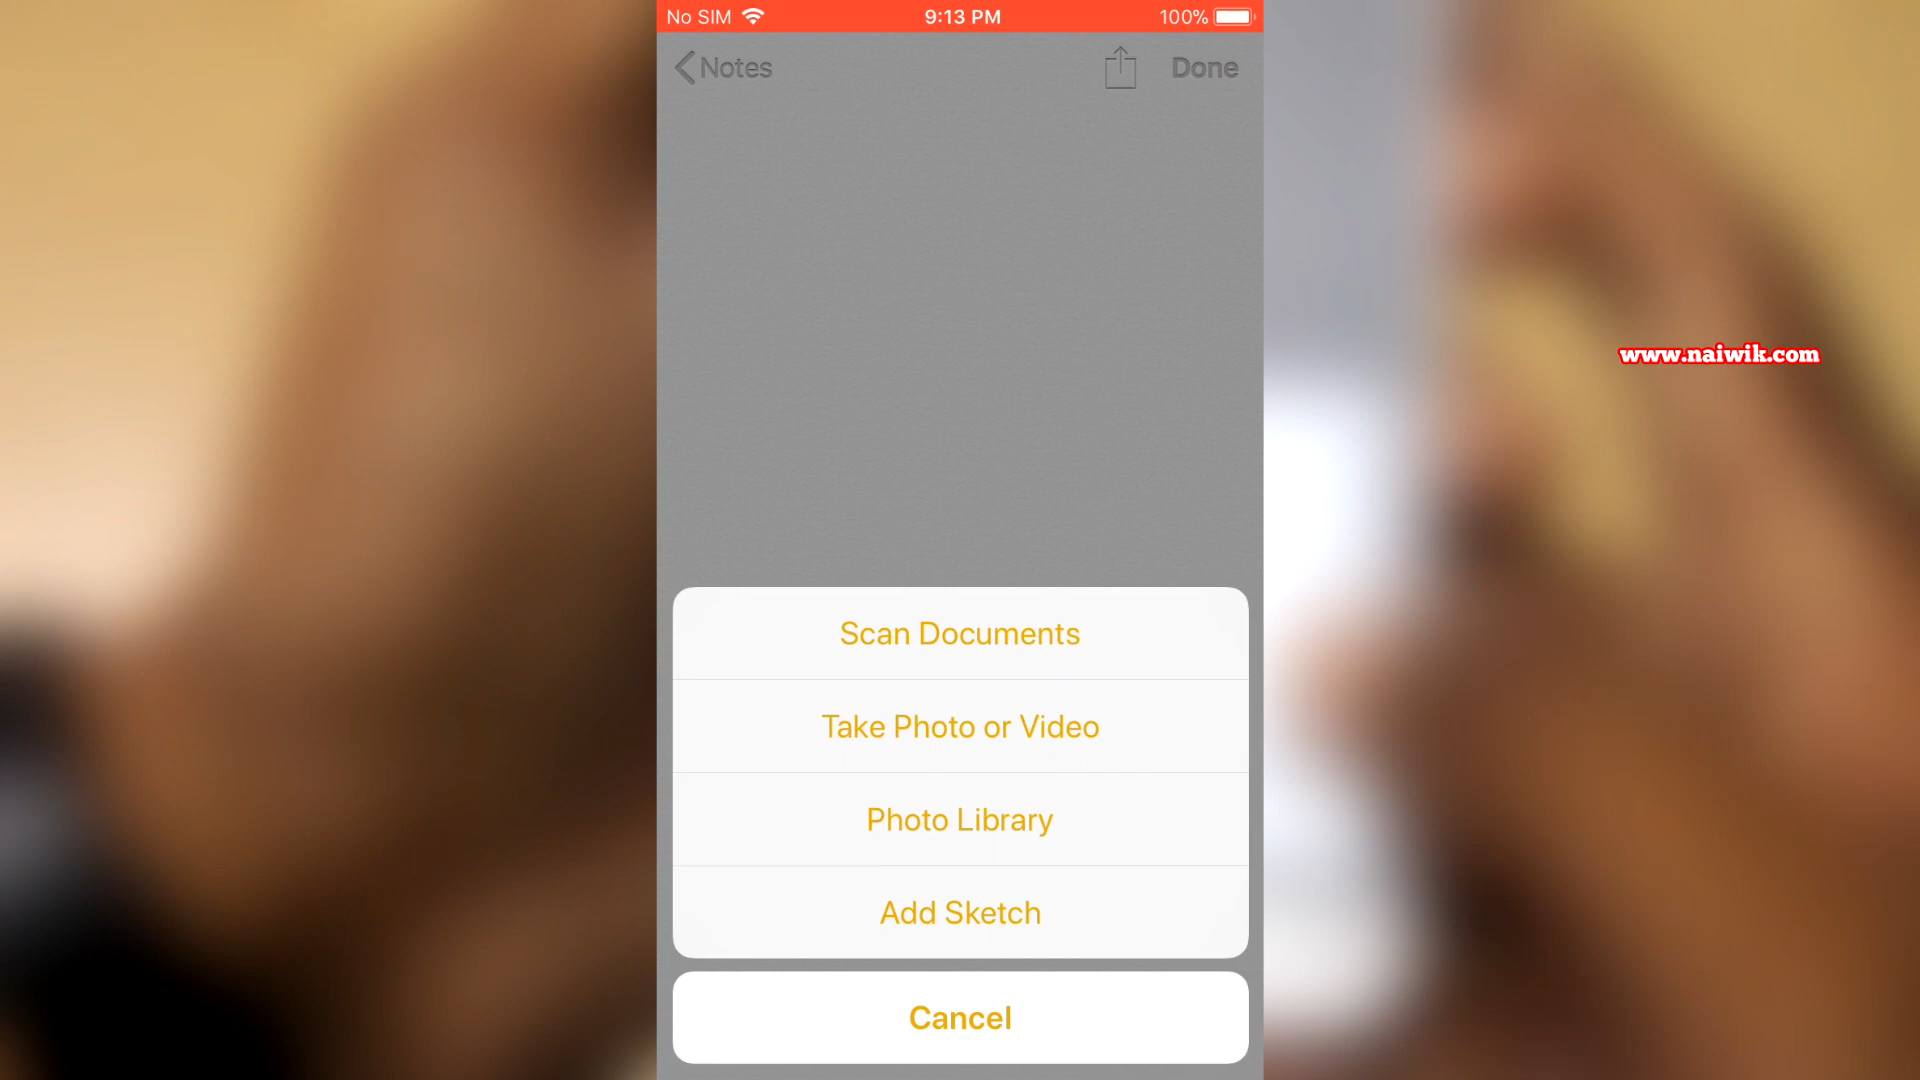 No SIM 9:13 PM 100%
Notes Done
www.naiwik.com
Scan Documents
Take Photo or Video
Photo Library
Add Sketch
Cancel